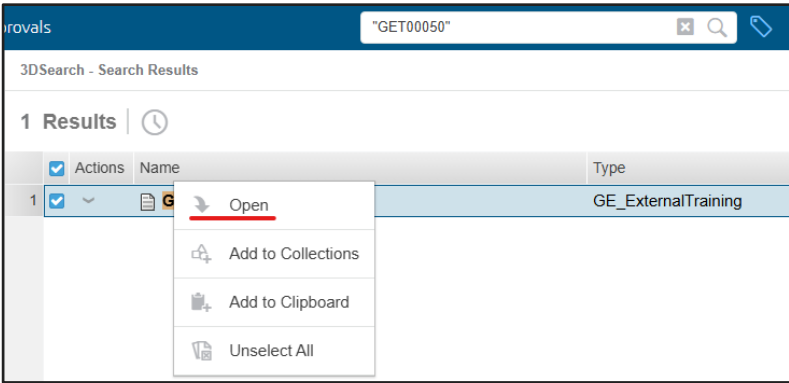 rovals
"GET00050"
3DSearch - Search Results
1 Results
Actions Name Type
1 G GE_ExternalTraining
Open
Add to Collections
Add to Clipboard
Unselect All